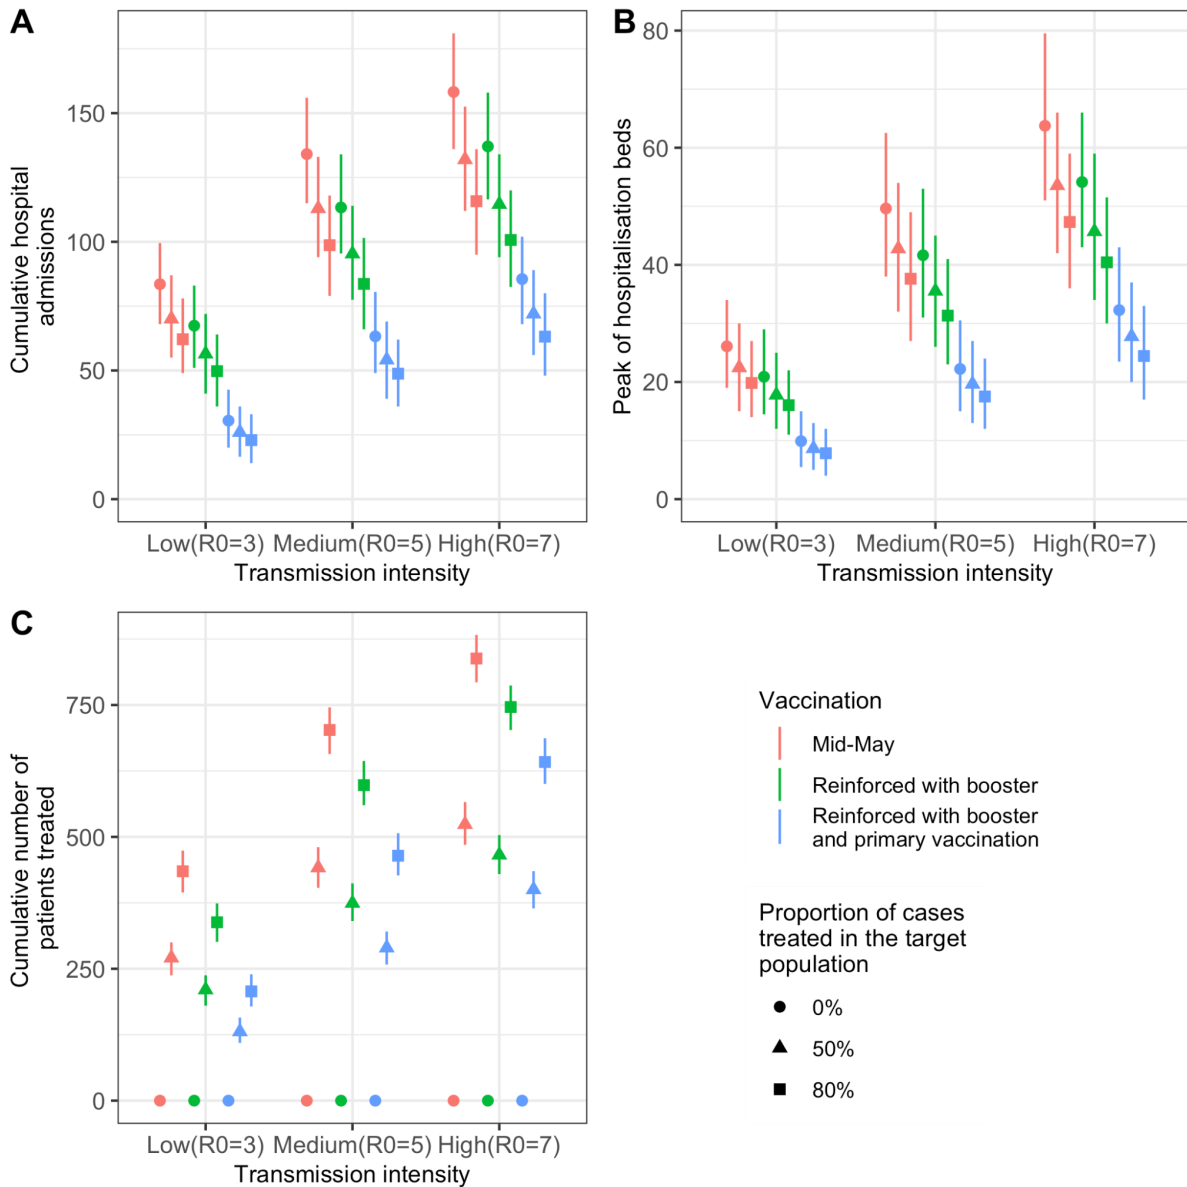 A
Cumulative hospital
admissions
150
100
50
0
Low(R0=3) Medium(R0=5) High(R0=7)
Transmission intensity
B
Peak of hospitalisation beds
80
60
40
20
0
Low(R0=3) Medium(R0=5) High(R0=7)
Transmission intensity
C
Cumulative number of
patients treated
750
500
250
0
Low(R0=3) Medium(R0=5) High(R0=7)
Transmission intensity
Vaccination
Mid-May
Reinforced with booster
Reinforced with booster
and primary vaccination
Proportion of cases
treated in the target
population
0%
50%
80%